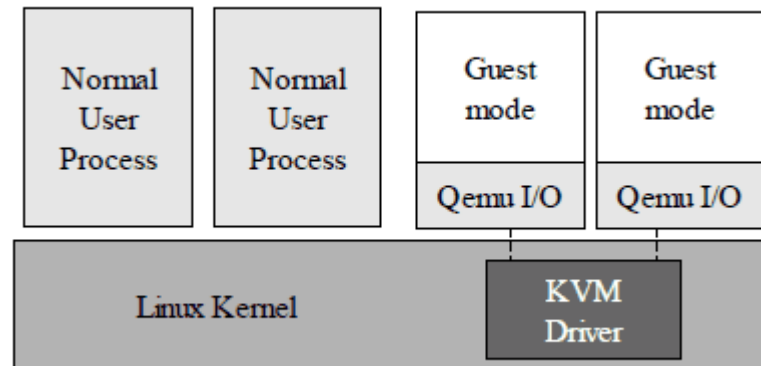 Normal
User
Process
Normal
User
Process
Guest
mode
Guest
mode
Qemu I/O
Qemu I/O
Linux Kernel
KVM
Driver